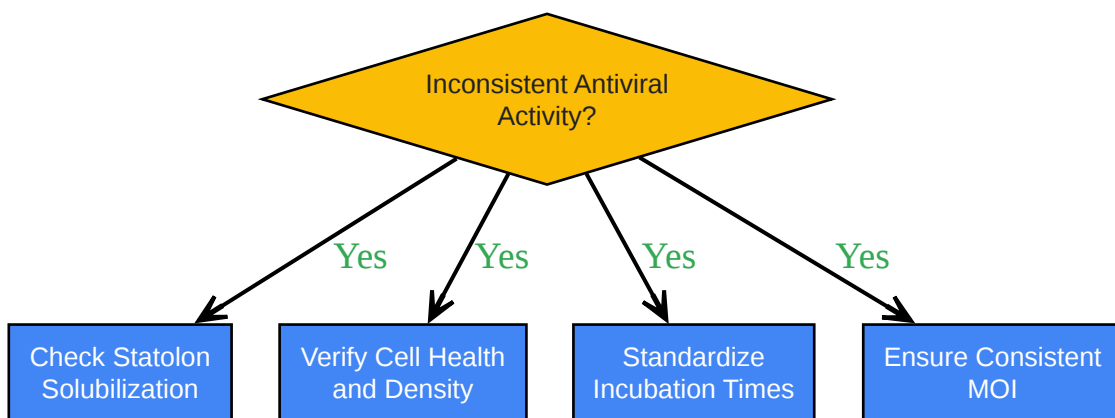 Inconsistent Antiviral
Activity?
Yes
Yes
Yes
Yes
Check Statolon
Solubilization
Verify Cell Health
and Density
Standardize
Incubation Times
Ensure Consistent
MOI